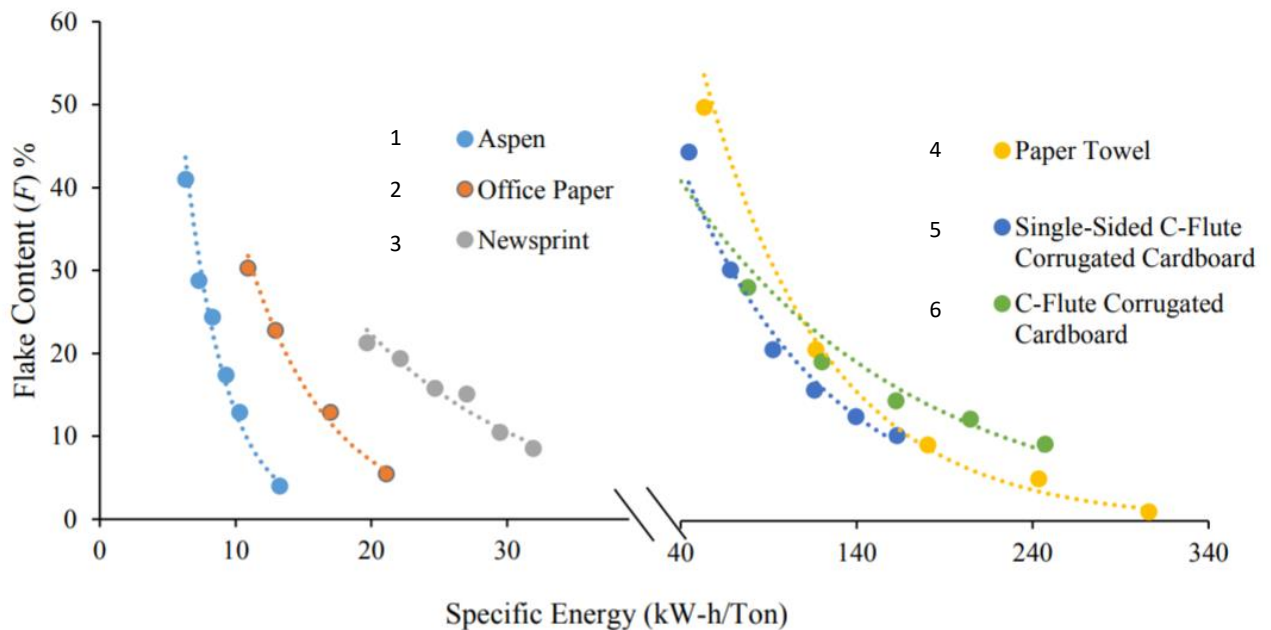 60
50
40
30
20
10
0
Flake Content (F) %
1 Aspen
2 Office Paper
3 Newsprint
4 Paper Towel
5 Single-Sided C-Flute
Corrugated Cardboard
6 C-Flute Corrugated
Cardboard
0 10 20 30 40 140 240 340
Specific Energy (kW-h/Ton)